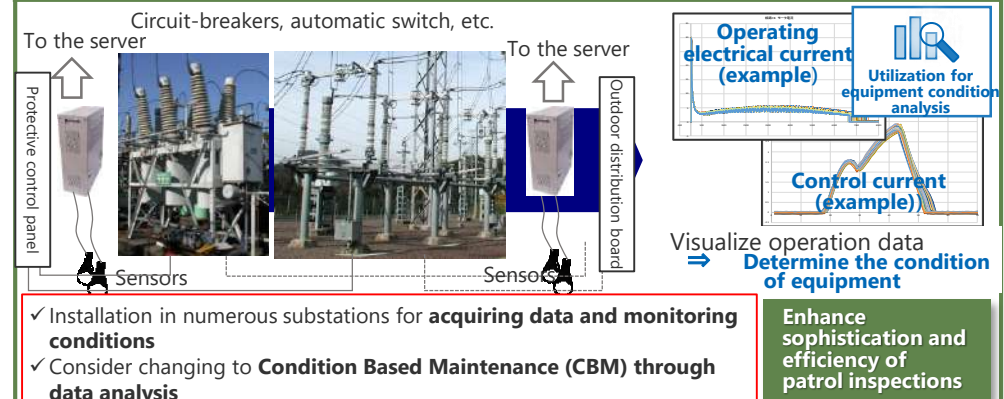 Circuit-breakers, automatic switch, etc.
To the server
To the server
Protective control panel
Outdoor distribution board
Sensors
Sensors
Operating
electrical current
(example)
Utilization for
equipment condition
analysis
Control current
(example))
Visualize operation data
⇒ Determine the condition
of equipment
✓ Installation in numerous substations for acquiring data and monitoring
conditions
✓ Consider changing to Condition Based Maintenance (CBM) through
data analysis
Enhance
sophistication and
efficiency of
patrol inspections